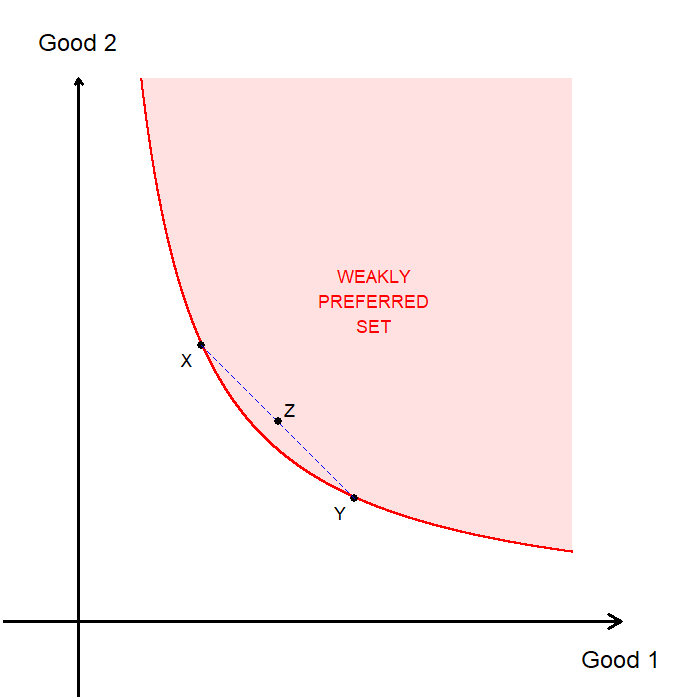 Good 2
WEAKLY
PREFERRED
SET
X
Z
Y
Good 1